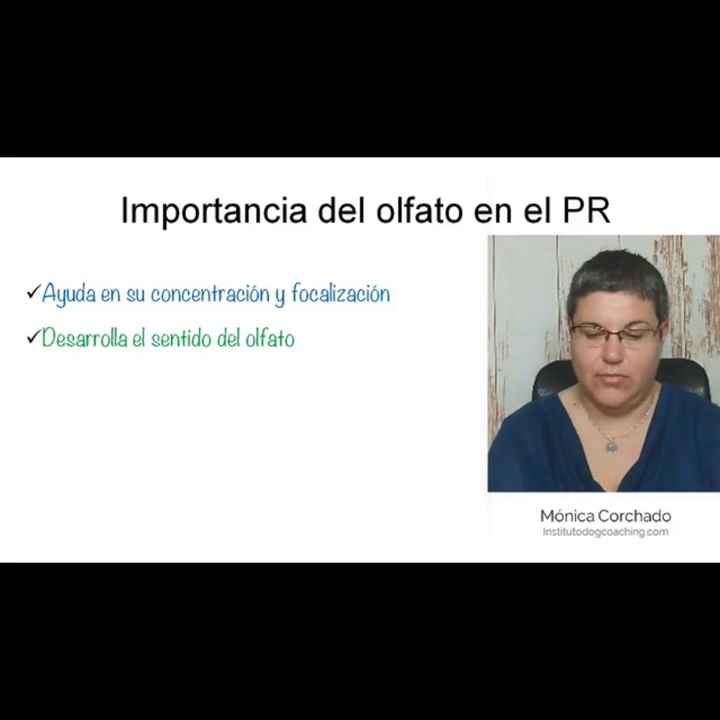 Importancia del olfato en el PR
✓Ayuda en su concentración y focalización
✓Desarrolla el sentido del olfato
Mónica Corchado
Institutodogcoaching.com